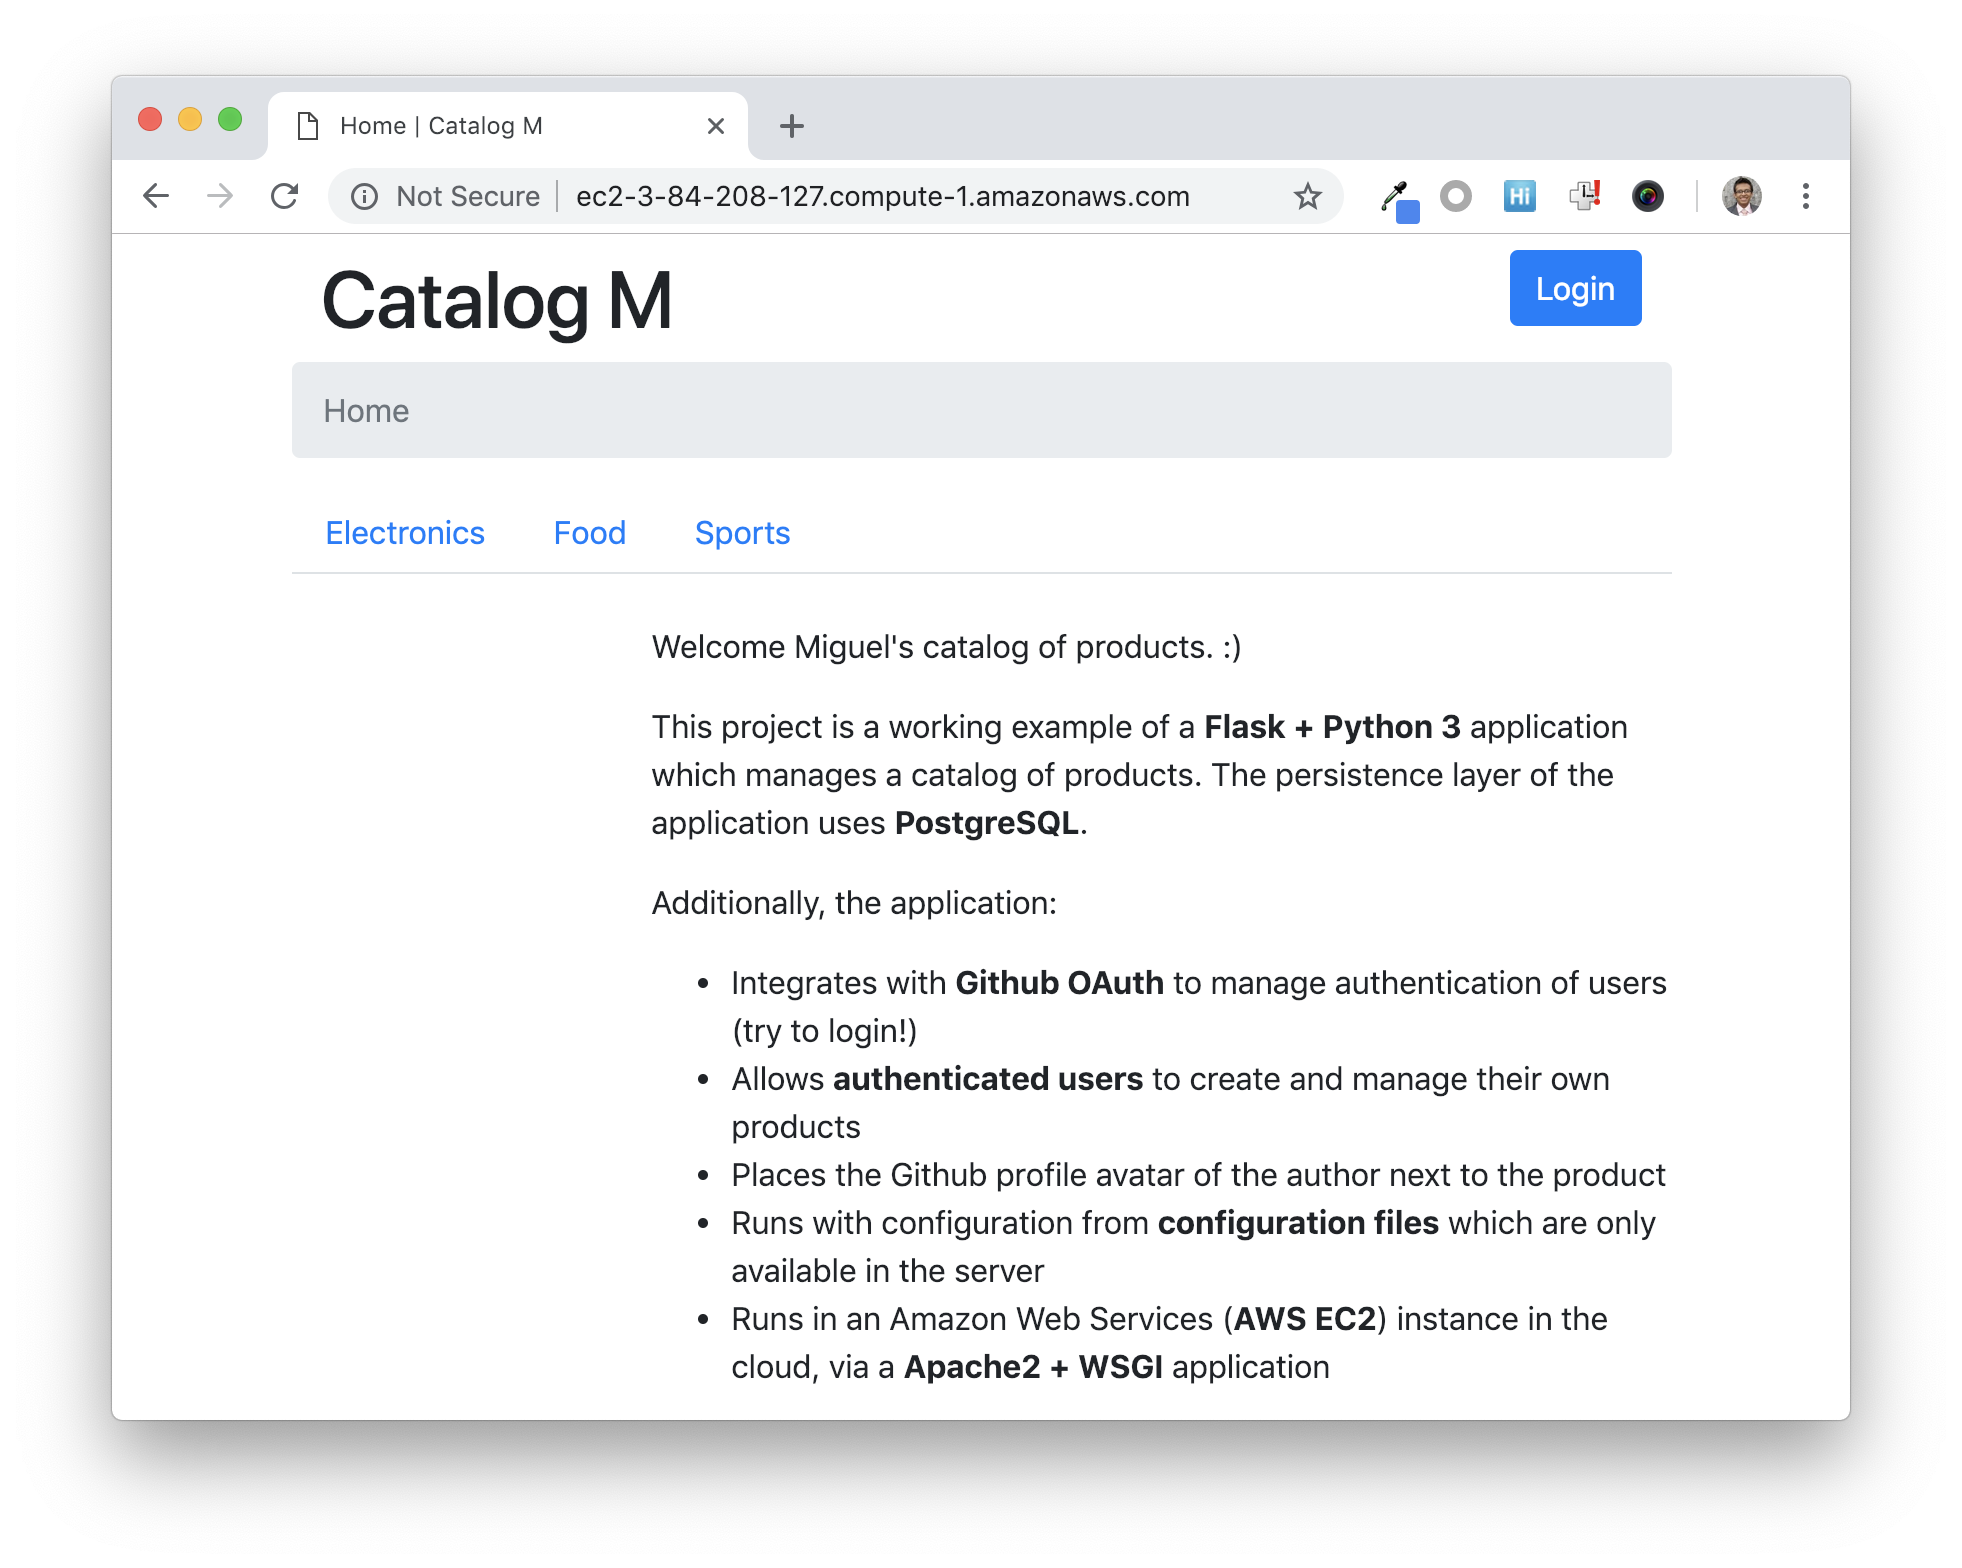 Home | Catalog M
Not Secure
ec2-3-84-208-127.compute-1.amazonaws.com
Hi
Catalog M
Login
Home
Electronics
Food
Sports
Welcome Miguel's catalog of products. :)
This project is a working example of a Flask + Python 3 application
which manages a catalog of products. The persistence layer of the
application uses PostgreSQL.
Additionally, the application:
• Integrates with Github OAuth to manage authentication of users
(try to login!)
• Allows authenticated users to create and manage their own
products
• Places the Github profile avatar of the author next to the product
• Runs with configuration from configuration files which are only
available in the server
• Runs in an Amazon Web Services (AWS EC2) instance in the
cloud, via a Apache2 + WSGI application